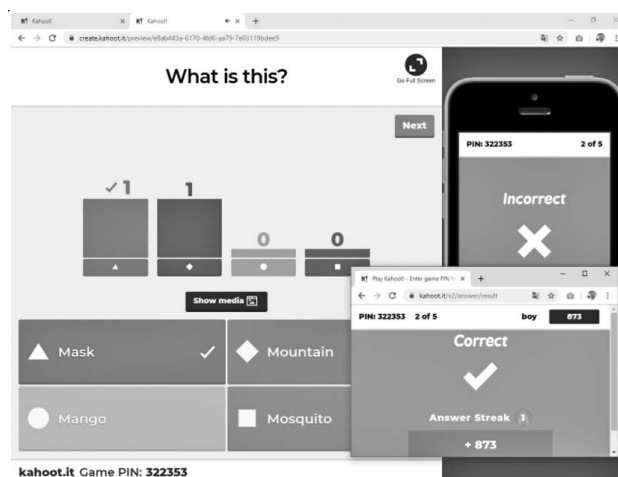 Kahoot!
Kahoot!
create.kahoot.it/preview/e8ab443a-6170-4fd6-aa79-7e03119bdee9
What is this?
Go Full Screen
Next
1
1
0
0
Show media
Mask
Mountain
Mango
Mosquito
kahoot.it Game PIN: 322353
PIN: 322353 2 of 5
Incorrect
K! Play Kahoot! - Enter game PIN
kahoot.it/v2/answer/result
PIN: 322353 2 of 5 boy 873
Correct
Answer Streak 1
+ 873